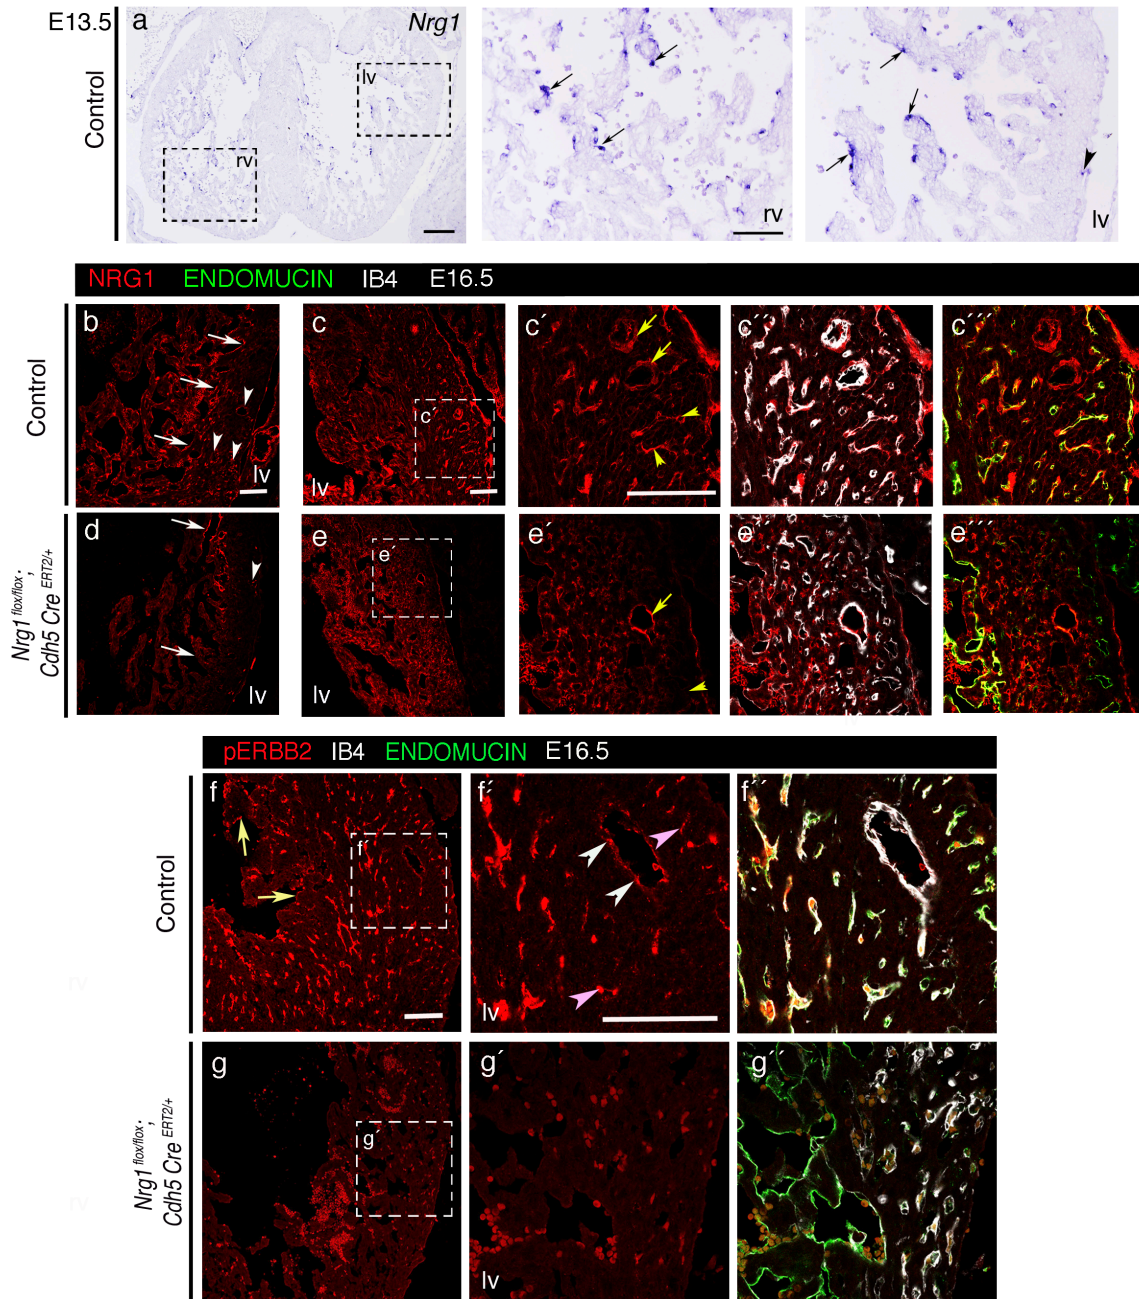 E13.5
a
Nrg1
Control
lv
rv
rv
lv
NRG1 ENDOMUCIN IB4 E16.5
Control
b
lv
c
c´
lv
c´
c´´
c´´´
Nrg1 flox/flox;
Cdh5 Cre ERT2/+
d
lv
e
e´
lv
e´
e´´
e´´´
pERBB2 IB4 ENDOMUCIN E16.5
Control
f
f´
f´
lv
f´´
rv
Nrg1 flox/flox;
Cdh5 Cre ERT2/+
g
g´
g´
lv
g´´
rv